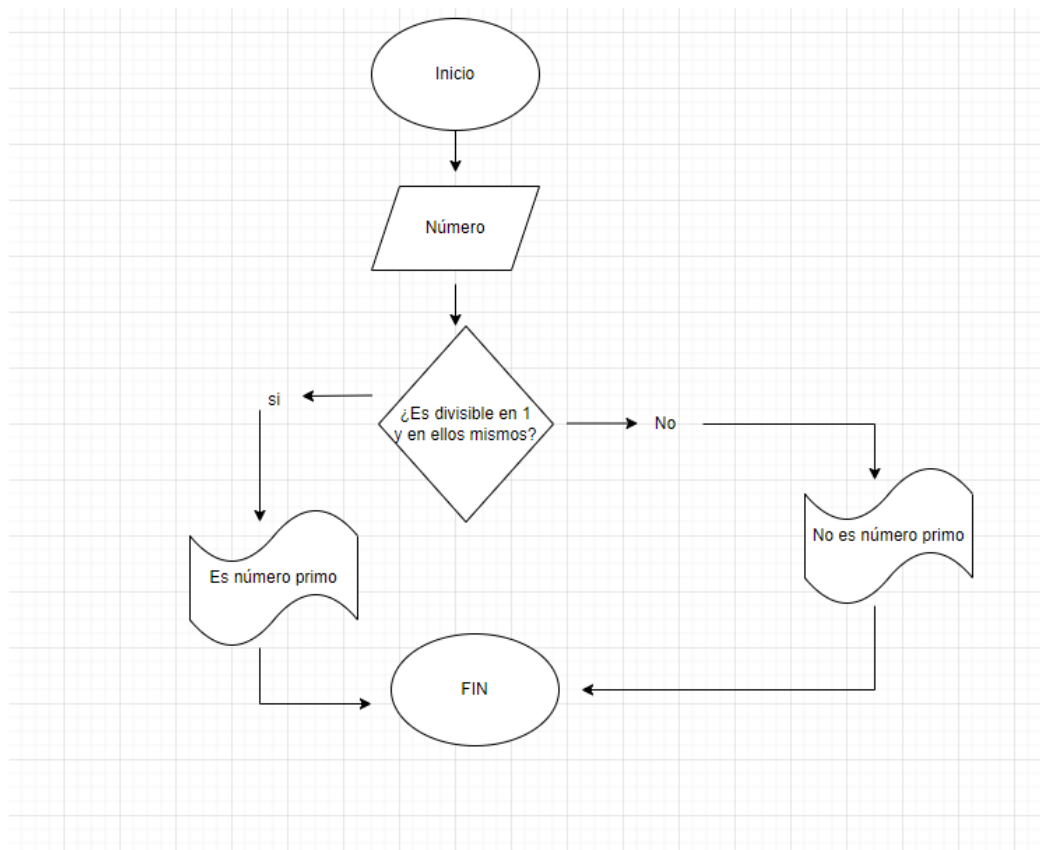 Inicio
Número
¿Es divisible en 1
y en ellos mismos?
si
No
Es número primo
No es número primo
FIN